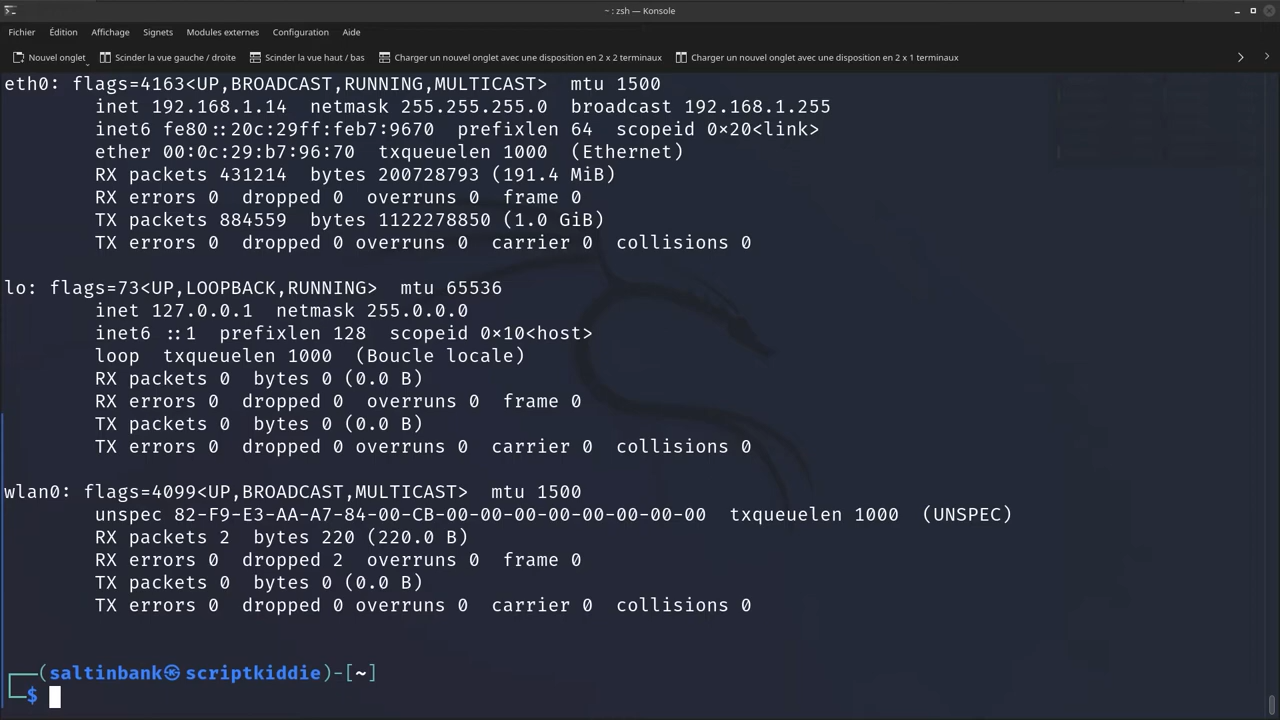 ~ : zsh — Konsole
Fichier Édition Affichage Signets Modules externes Configuration Aide
Nouvel onglet Scinder la vue gauche / droite Scinder la vue haut / bas Charger un nouvel onglet avec une disposition en 2 x 2 terminaux Charger un nouvel onglet avec une disposition en 2 x 1 terminaux
eth0: flags=4163<UP,BROADCAST,RUNNING,MULTICAST>  mtu 1500
        inet 192.168.1.14  netmask 255.255.255.0  broadcast 192.168.1.255
        inet6 fe80::20c:29ff:feb7:9670  prefixlen 64  scopeid 0×20<link>
        ether 00:0c:29:b7:96:70  txqueuelen 1000  (Ethernet)
        RX packets 431214  bytes 200728793 (191.4 MiB)
        RX errors 0  dropped 0  overruns 0  frame 0
        TX packets 884559  bytes 1122278850 (1.0 GiB)
        TX errors 0  dropped 0 overruns 0  carrier 0  collisions 0
lo: flags=73<UP,LOOPBACK,RUNNING>  mtu 65536
        inet 127.0.0.1  netmask 255.0.0.0
        inet6 ::1  prefixlen 128  scopeid 0×10<host>
        loop  txqueuelen 1000  (Boucle locale)
        RX packets 0  bytes 0 (0.0 B)
        RX errors 0  dropped 0  overruns 0  frame 0
        TX packets 0  bytes 0 (0.0 B)
        TX errors 0  dropped 0 overruns 0  carrier 0  collisions 0
wlan0: flags=4099<UP,BROADCAST,MULTICAST>  mtu 1500
        unspec 82-F9-E3-AA-A7-84-00-CB-00-00-00-00-00-00-00-00  txqueuelen 1000  (UNSPEC)
        RX packets 2  bytes 220 (220.0 B)
        RX errors 0  dropped 2  overruns 0  frame 0
        TX packets 0  bytes 0 (0.0 B)
        TX errors 0  dropped 0 overruns 0  carrier 0  collisions 0
┌──(saltinbank㉿scriptkiddie)-[~]
└─$